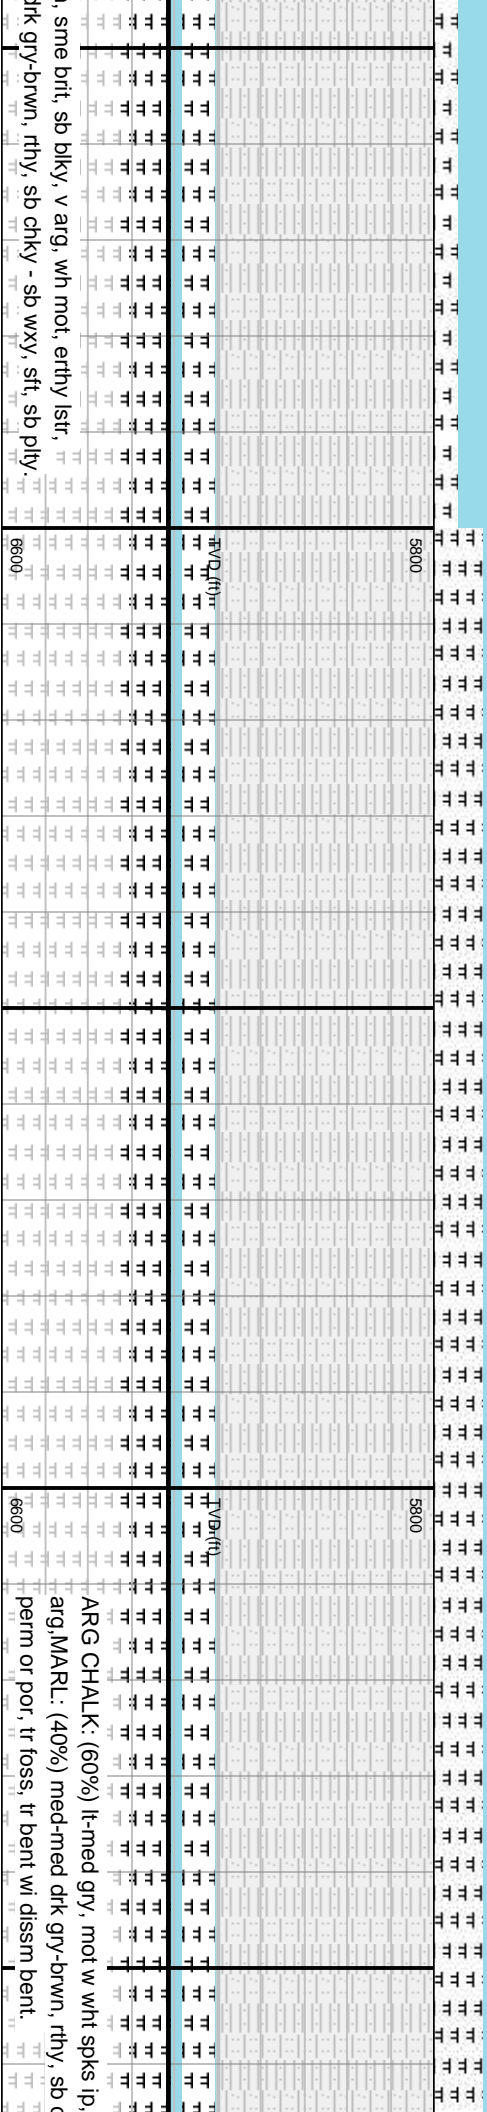 sme brit, sb blky, v arg, wh mot, erthy lstr,
drk gry-brwn, rthy, sb chky - sb wxy, sft, sb plty.
5800
TVD (ft)
6600
5800
TVD (ft)
6600
ARG CHALK: (60%) lt-med gry, mot w wht spks ip,
arg,MARL: (40%) med-med drk gry-brwn, rthy, sb
perm or por, tr foss, tr bent wi dissm bent.